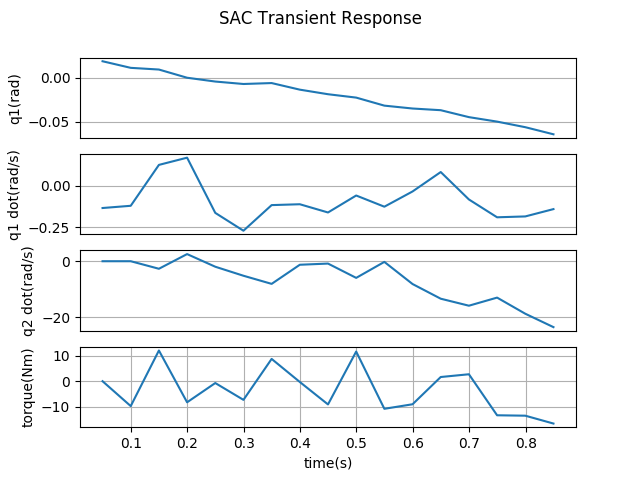 SAC Transient Response
q1(rad)
0.00
−0.05
q1 dot(rad/s)
0.00
−0.25
q2 dot(rad/s)
0
−20
torque(Nm)
10
0
−10
0.1 0.2 0.3 0.4 0.5 0.6 0.7 0.8
time(s)